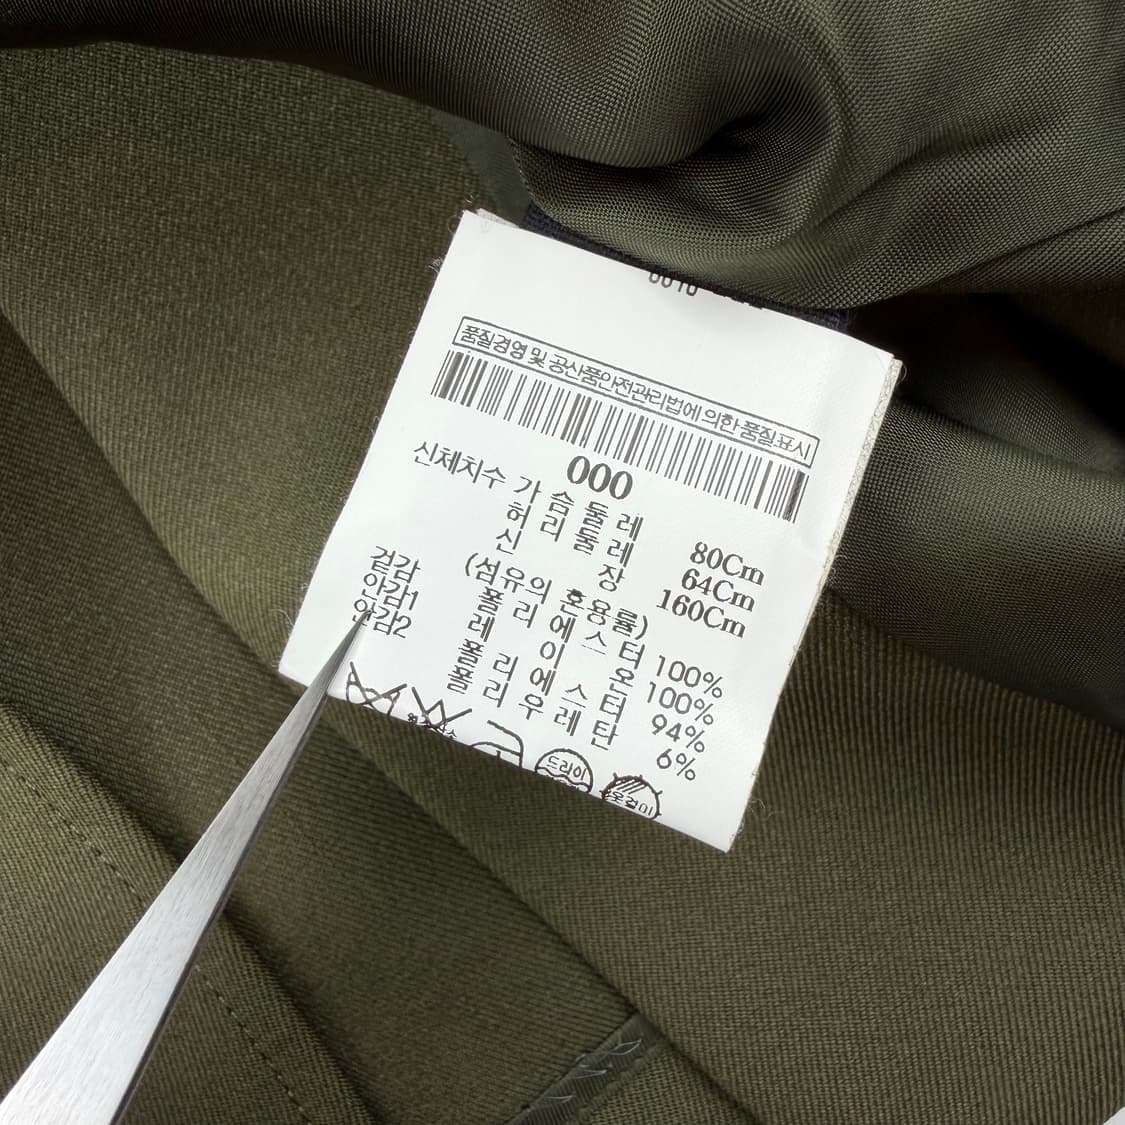 품질경영 및 공산품안전관리법에 의한 품질표시
000
신체치수 가슴둘레 80Cm
허리둘레 64Cm
신장 160Cm
(섬유의 혼용률)
겉감 폴리에스터 100%
안감1 레이온 100%
안감2 폴리에스터 94%
폴리우레탄 6%
드라이
옷걸이